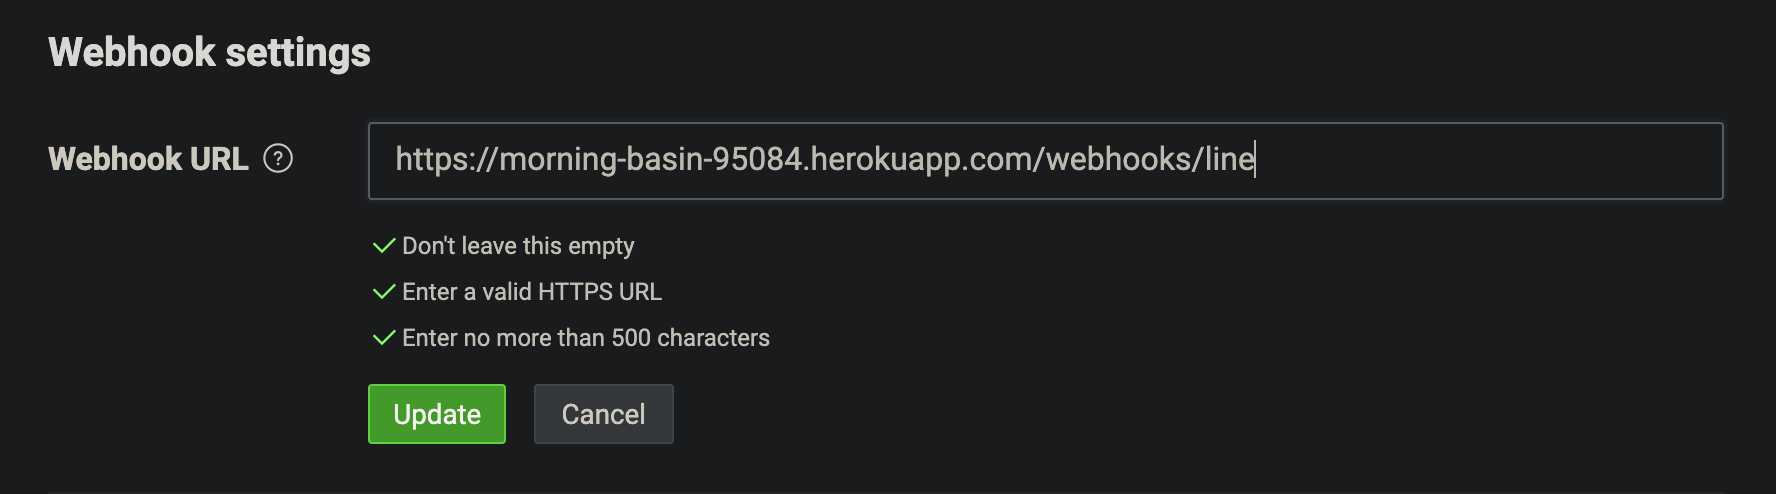 Webhook settings
Webhook URL ?
https://morning-basin-95084.herokuapp.com/webhooks/line
Don't leave this empty
Enter a valid HTTPS URL
Enter no more than 500 characters
Update Cancel